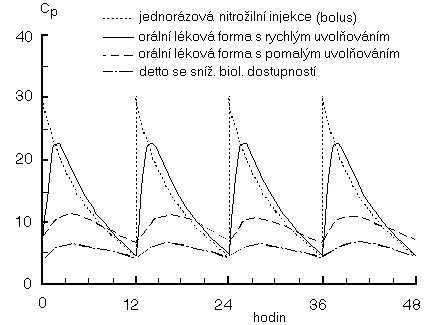 Cp
jednorázová nitrožilní injekce (bolus)
orální léková forma s rychlým uvolňováním
orální léková forma s pomalým uvolňováním
detto se sníž. biol. dostupností
40
30
20
10
0
0 12 24 36 48
hodin